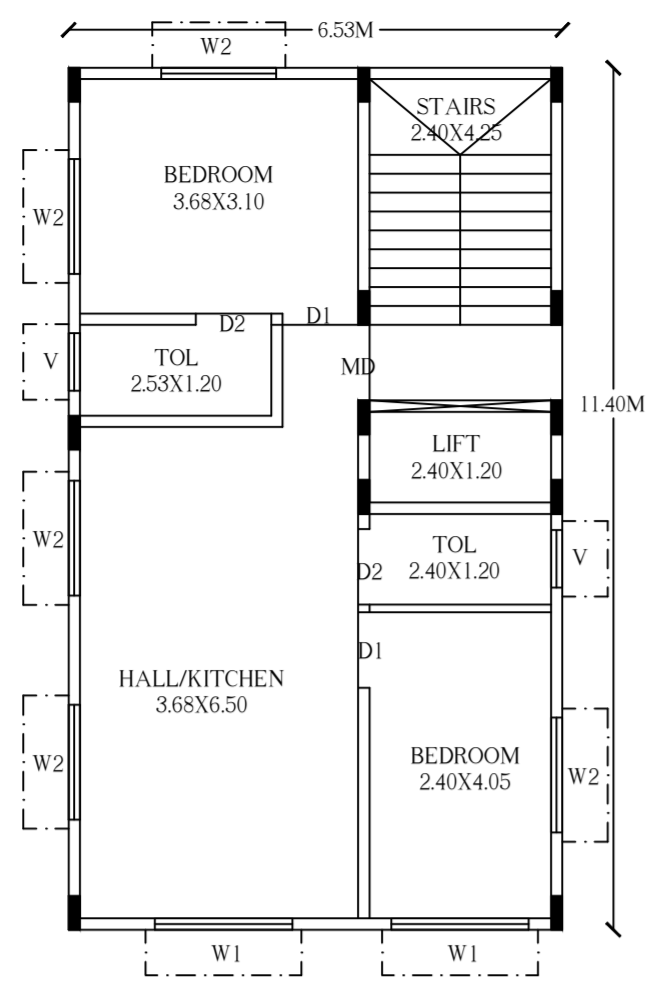 6.53M
W2
STAIRS
2.40X4.25
BEDROOM
3.68X3.10
W2
D2
D1
V
TOL
2.53X1.20
MD
11.40M
LIFT
2.40X1.20
W2
TOL
2.40X1.20
V
D2
D1
HALL/KITCHEN
3.68X6.50
W2
BEDROOM
2.40X4.05
W2
W1
W1